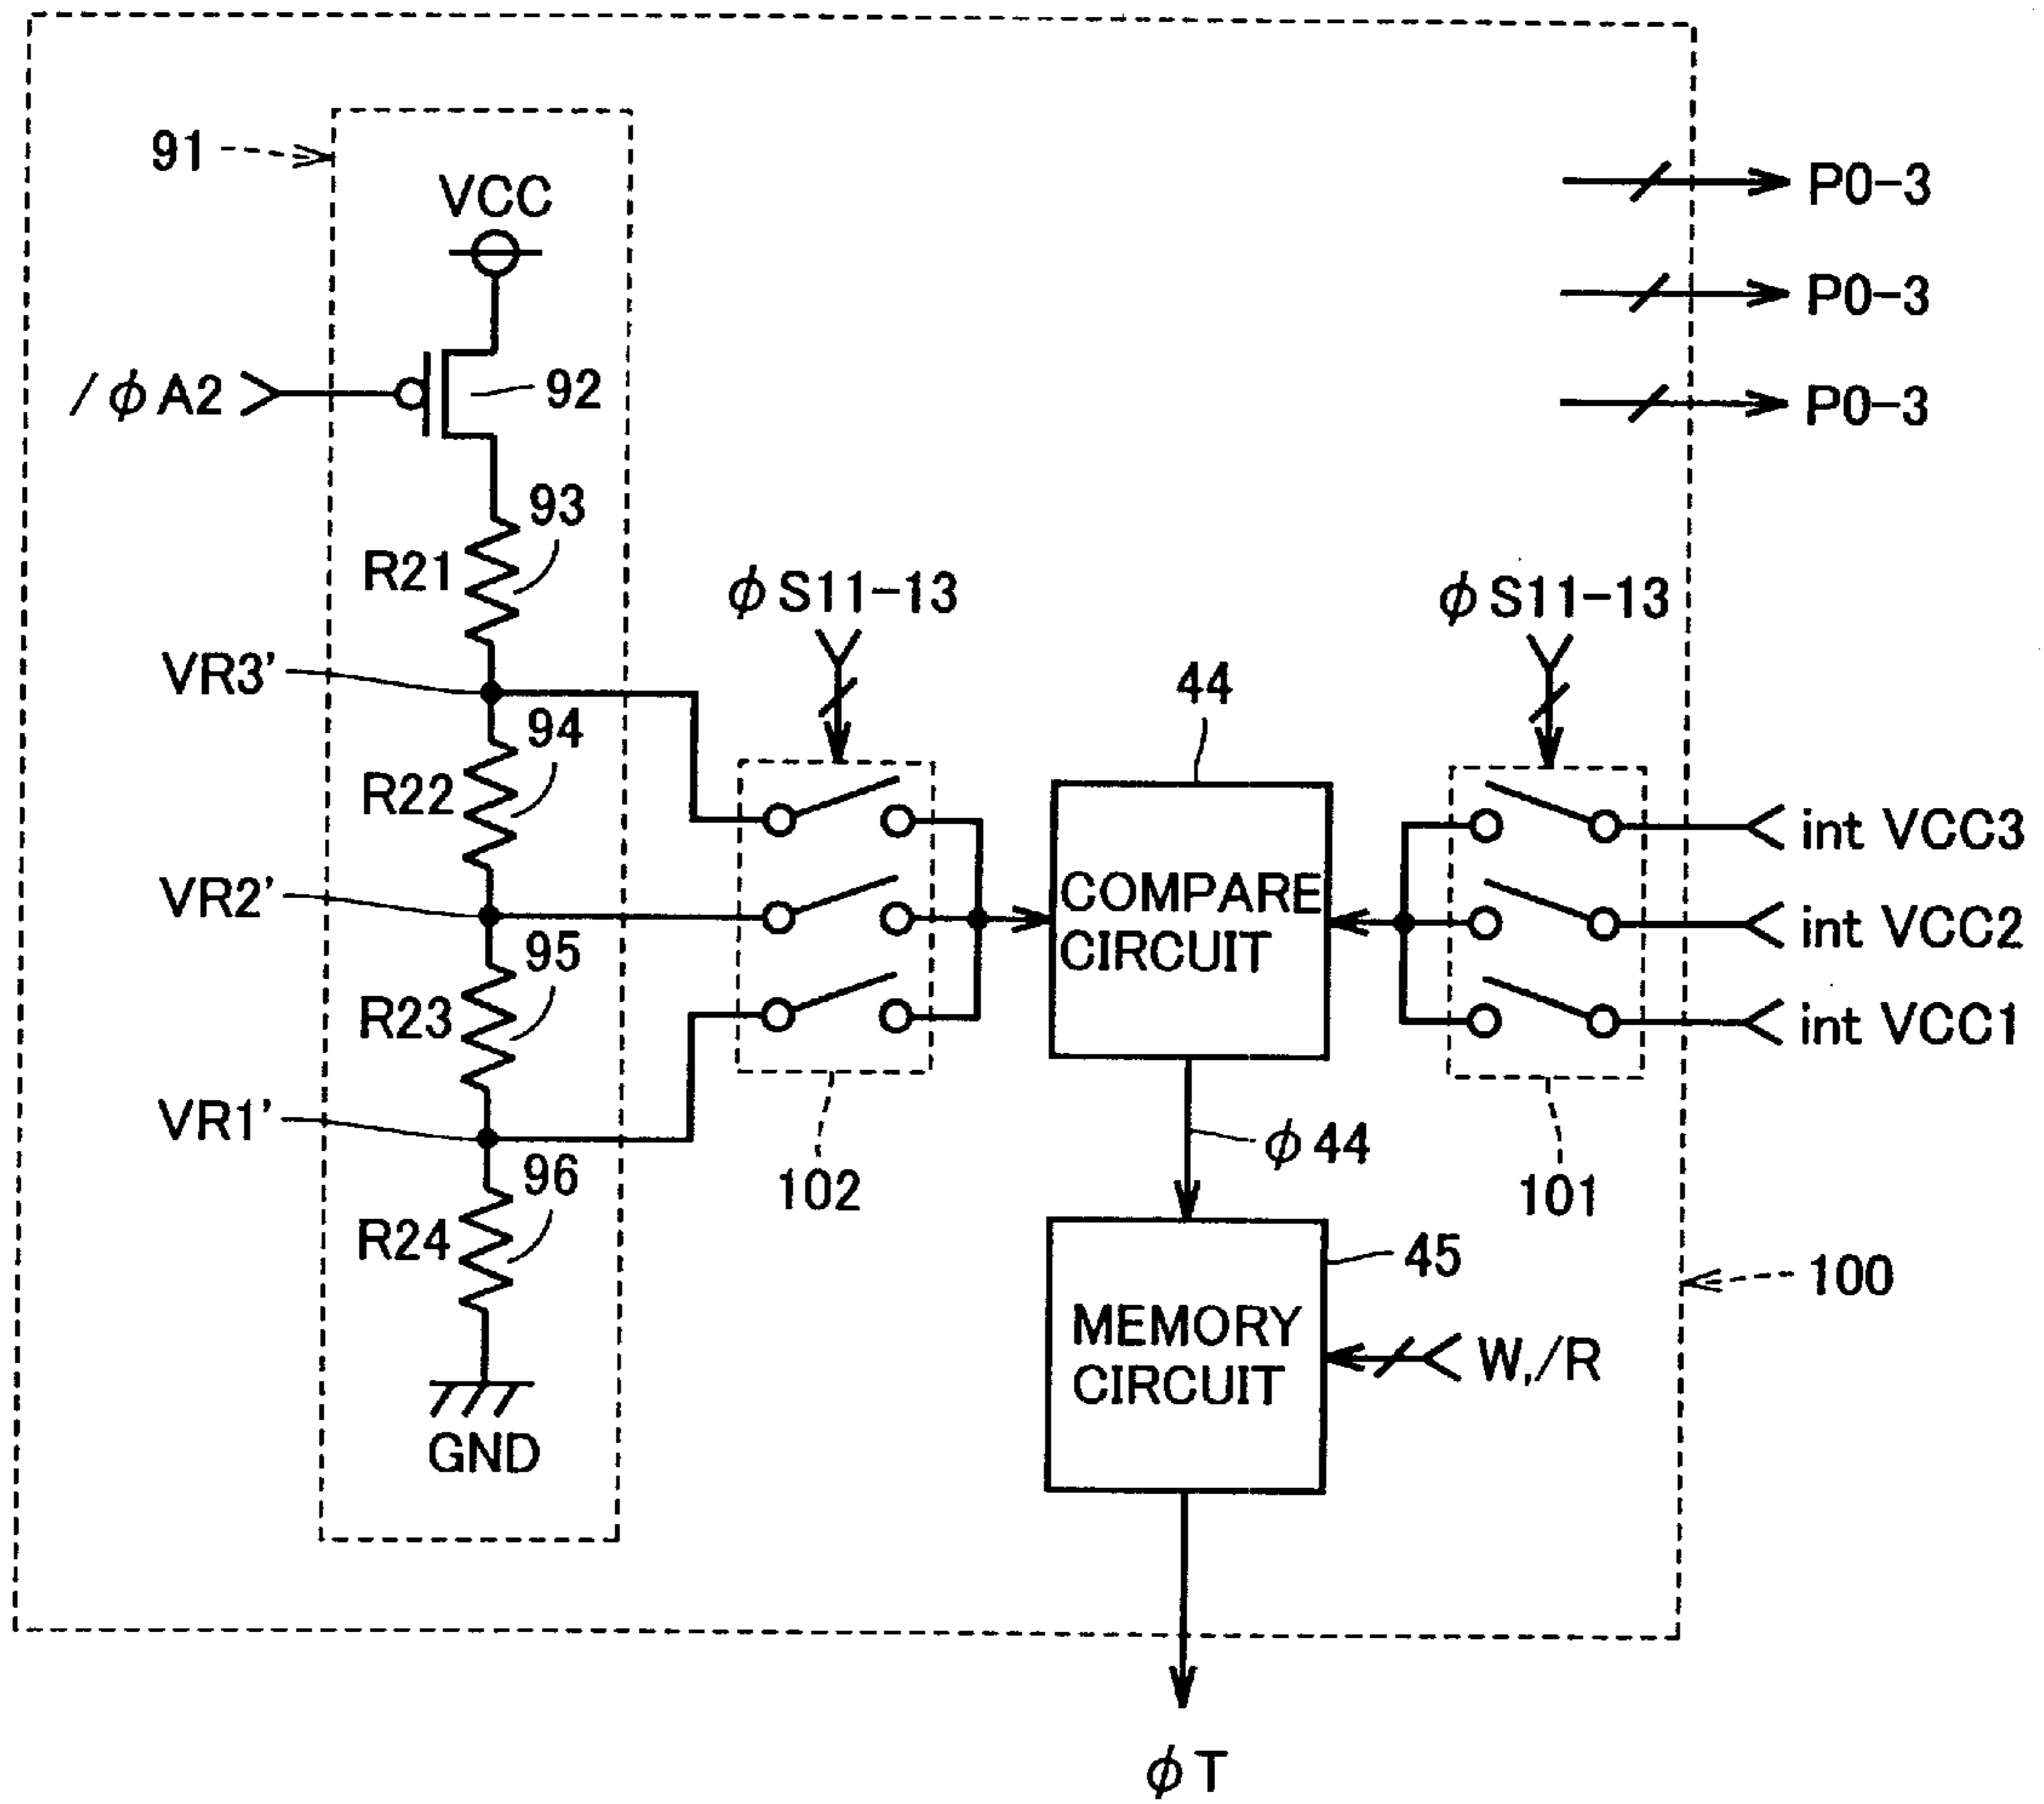 91
VCC
P0-3
P0-3
P0-3
/φA2
92
93
R21
φS11-13
φS11-13
VR3'
44
94
R22
int VCC3
COMPARE
CIRCUIT
VR2'
int VCC2
95
R23
int VCC1
VR1'
φ44
96
102
101
R24
45
100
MEMORY
CIRCUIT
W,/R
GND
φT